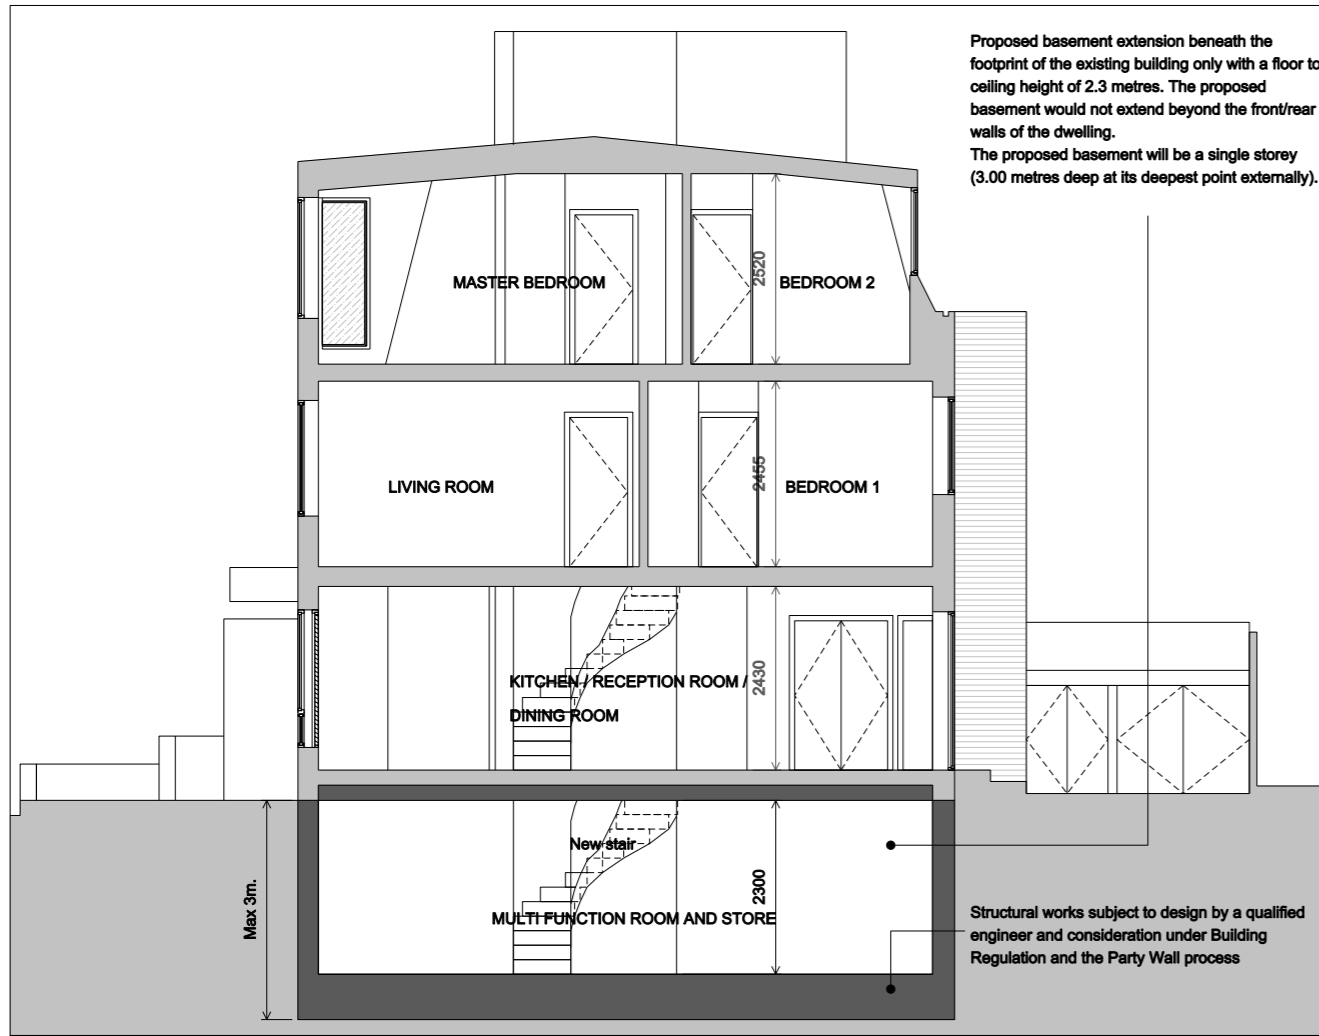 Proposed basement extension beneath the
footprint of the existing building only with a floor to
ceiling height of 2.3 metres. The proposed
basement would not extend beyond the front/rear
walls of the dwelling.
The proposed basement will be a single storey
(3.00 metres deep at its deepest point externally).
MASTER BEDROOM
2520
BEDROOM 2
LIVING ROOM
2455
BEDROOM 1
KITCHEN / RECEPTION ROOM /
DINING ROOM
2430
New stair
Max 3m.
2300
MULTI FUNCTION ROOM AND STORE
Structural works subject to design by a qualified
engineer and consideration under Building
Regulation and the Party Wall process